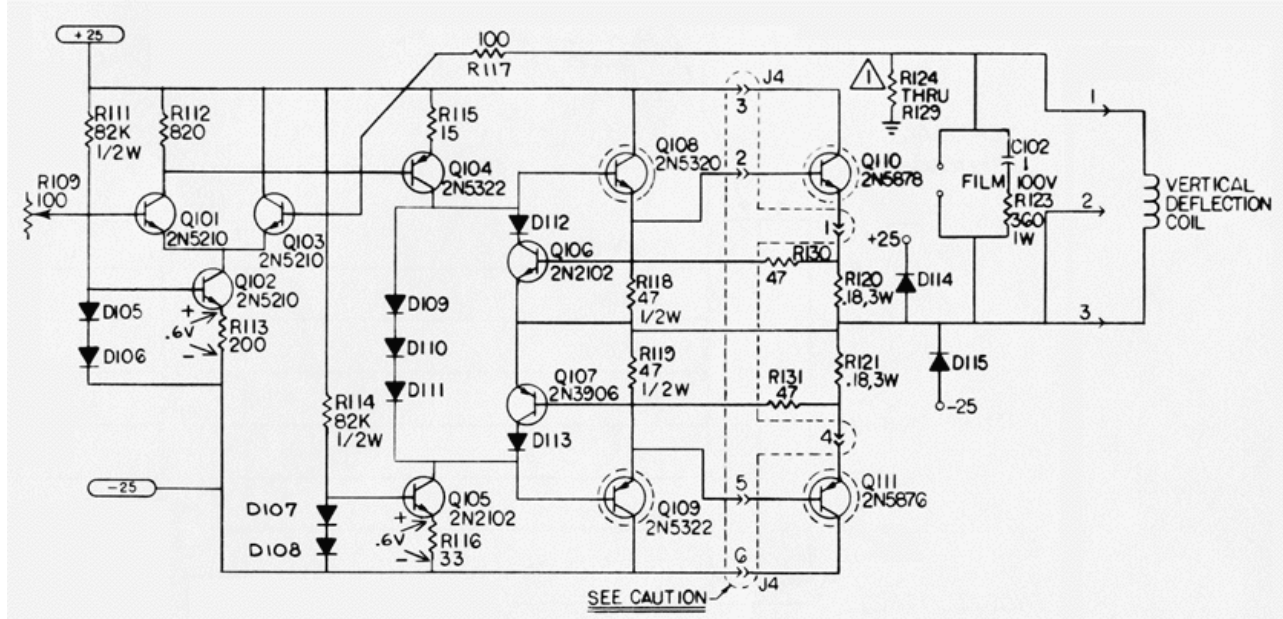 +25
100
R117
R111
82K
1/2W
R112
820
R115
15
Q104
2N5322
Q108
2N5320
J4
3
2
Q110
2N5878
1
R124
THRU
R129
1
C102
.1
100V
FILM
R123
360
1W
2
VERTICAL
DEFLECTION
COIL
3
R109
100
Q101
2N5210
Q103
2N5210
Q102
2N5210
+
.6V
-
R113
200
D105
D106
D112
Q106
2N2102
R118
47
1/2W
R130
47
1
R120
.18,3W
+25
D114
D109
D110
D111
R119
47
1/2W
R121
.18,3W
D115
-25
Q107
2N3906
R131
47
4
R114
82K
1/2W
D113
-25
D107
D108
Q105
2N2102
+
.6V
-
R116
33
Q109
2N5322
5
Q111
2N5876
6
J4
SEE CAUTION